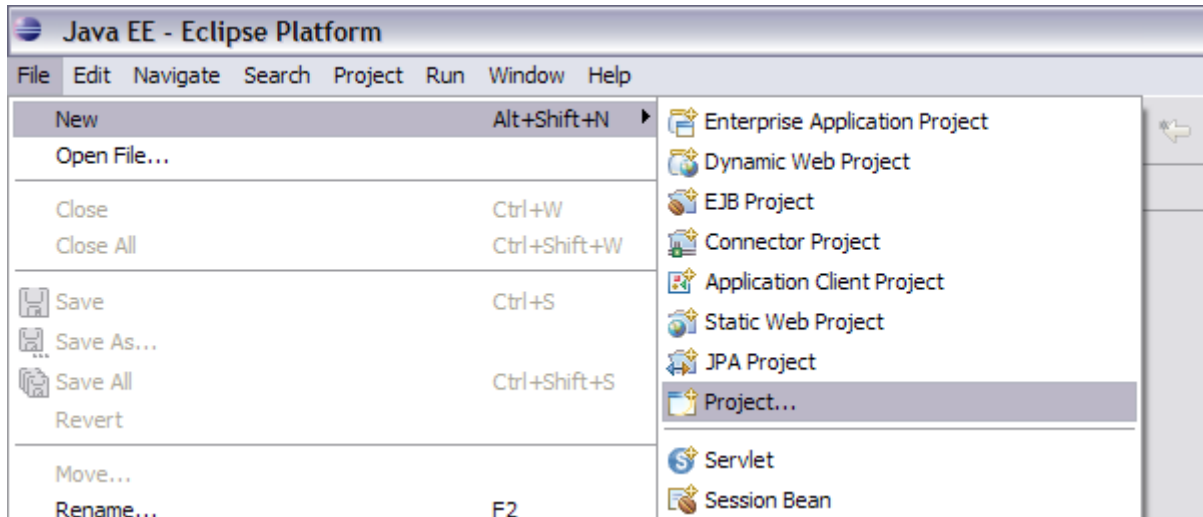 Java EE - Eclipse Platform
File Edit Navigate Search Project Run Window Help
New Alt+Shift+N
Open File...
Close Ctrl+W
Close All Ctrl+Shift+W
Save Ctrl+S
Save As...
Save All Ctrl+Shift+S
Revert
Move...
Rename... F2
Enterprise Application Project
Dynamic Web Project
EJB Project
Connector Project
Application Client Project
Static Web Project
JPA Project
Project...
Servlet
Session Bean